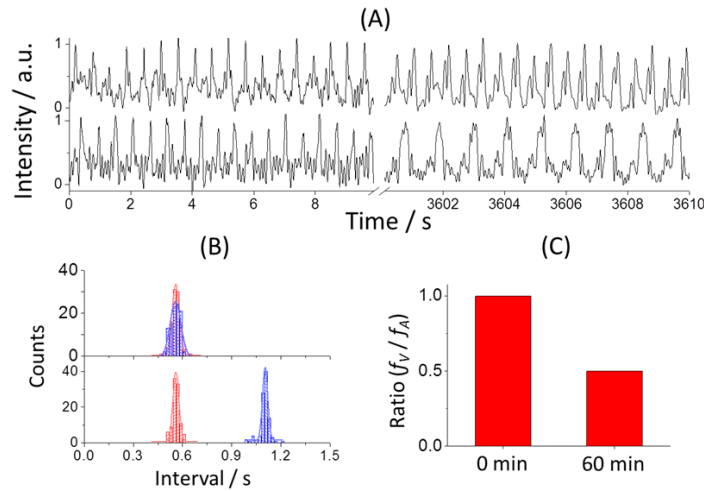 (A)
Intensity / a.u.
1
0
1
0
0 2 4 6 8 3602 3604 3606 3608 3610
Time / s
(B)
Counts
40
20
0
40
20
0
0.0 0.3 0.6 0.9 1.2 1.5
Interval / s
(C)
Ratio (fV / fA)
1.0
0.5
0.0
0 min 60 min